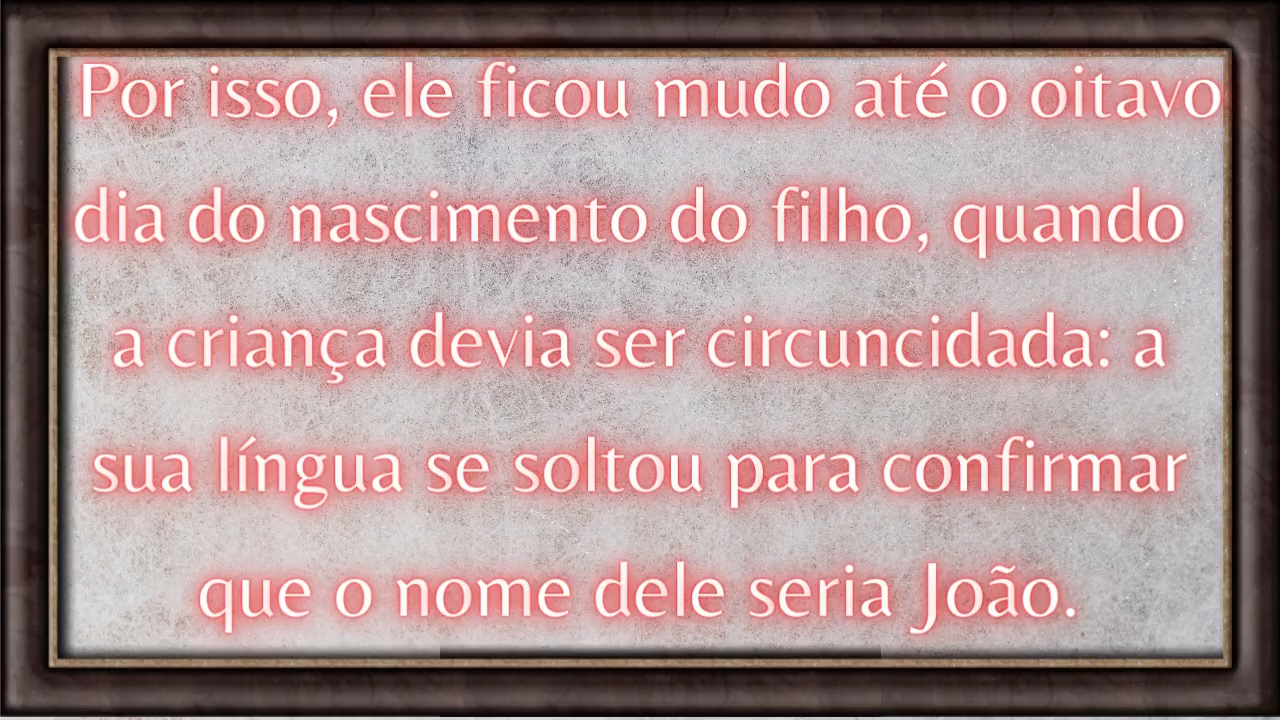 Por isso, ele ficou mudo até o oitavo
dia do nascimento do filho, quando
a criança devia ser circuncidada: a
sua língua se soltou para confirmar
que o nome dele seria João.